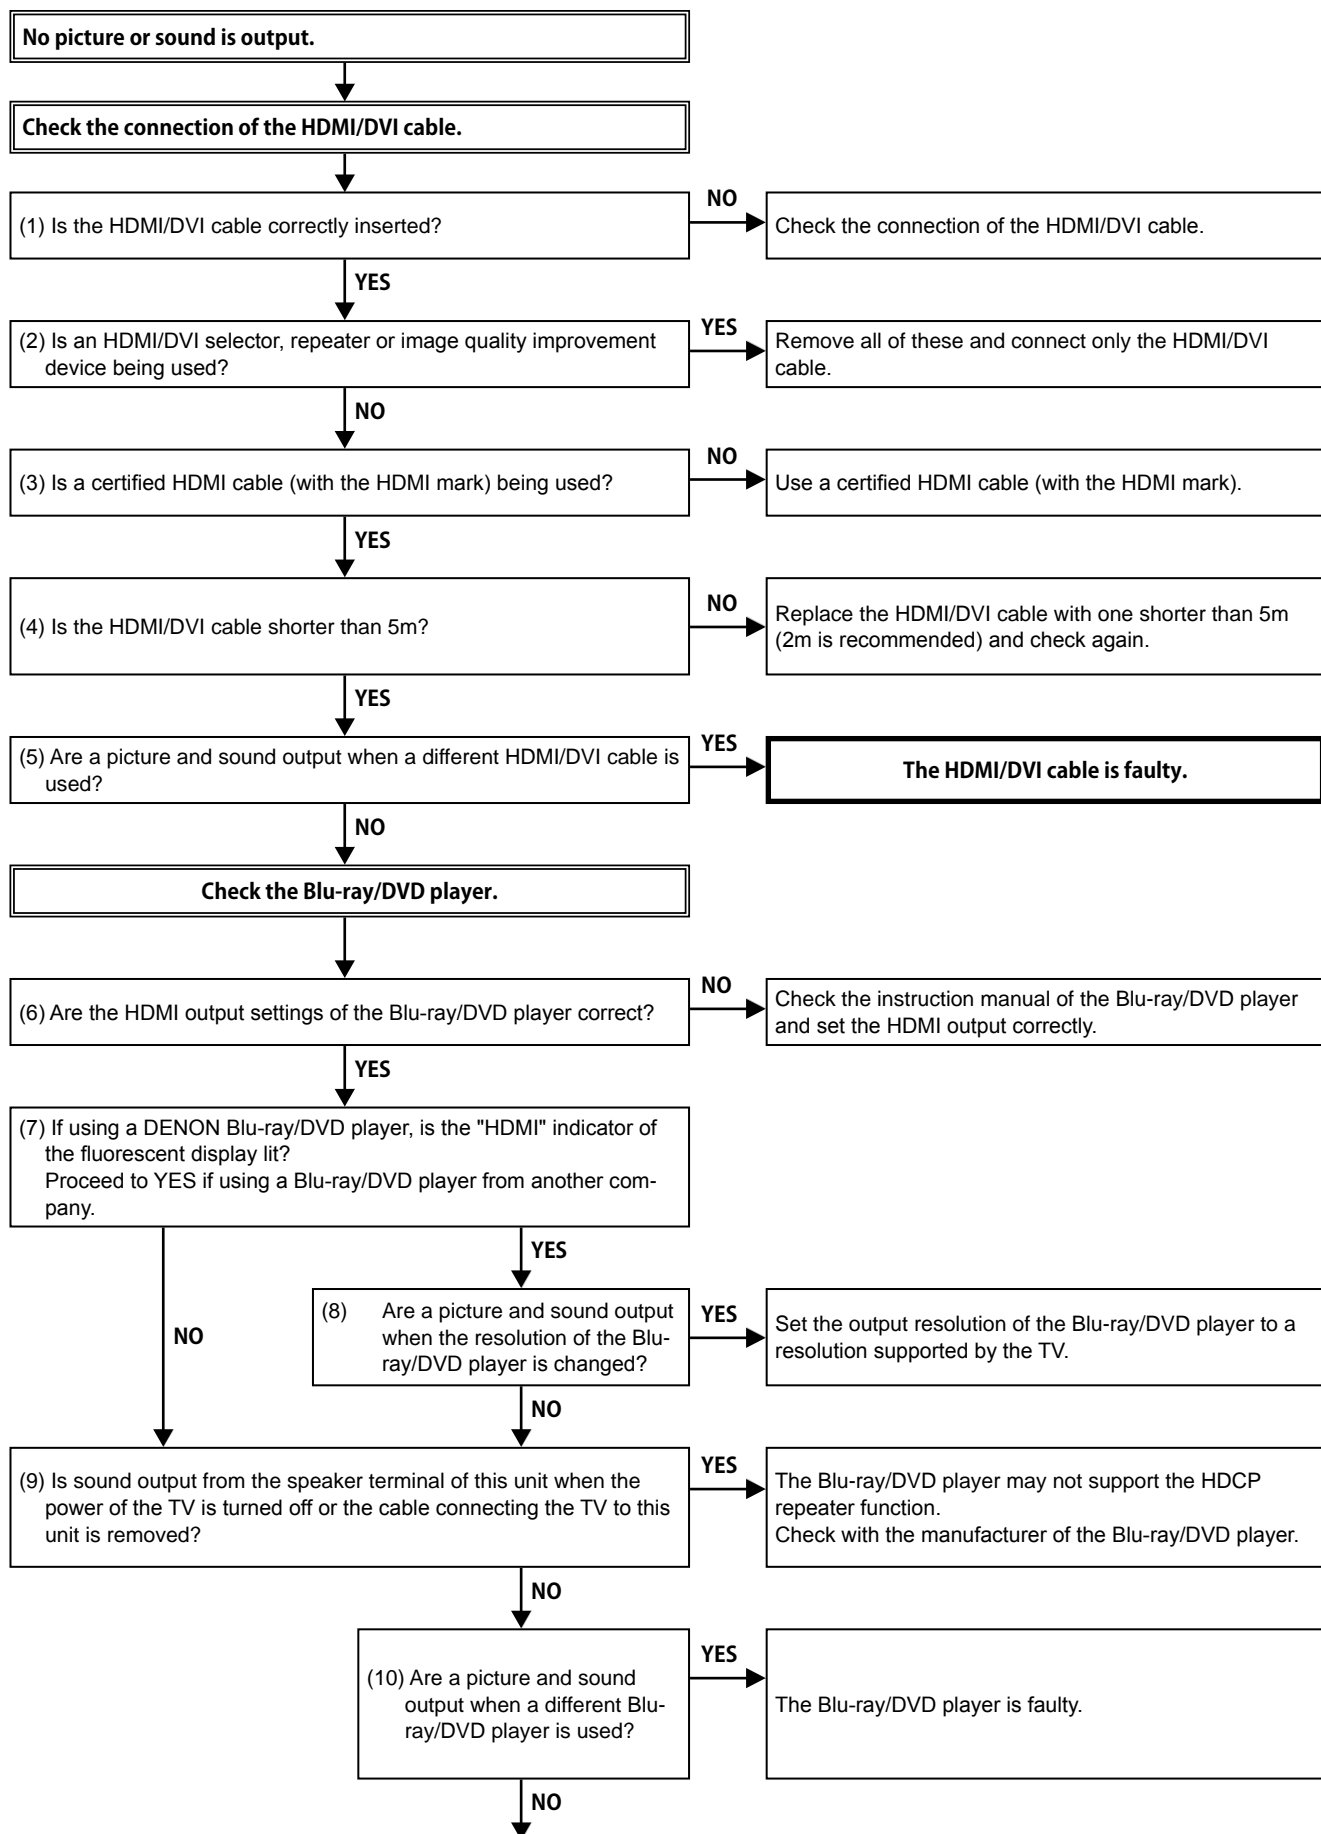 No picture or sound is output.
Check the connection of the HDMI/DVI cable.
(1) Is the HDMI/DVI cable correctly inserted?
NO
Check the connection of the HDMI/DVI cable.
YES
(2) Is an HDMI/DVI selector, repeater or image quality improvement
device being used?
YES
Remove all of these and connect only the HDMI/DVI
cable.
NO
(3) Is a certified HDMI cable (with the HDMI mark) being used?
NO
Use a certified HDMI cable (with the HDMI mark).
YES
(4) Is the HDMI/DVI cable shorter than 5m?
NO
Replace the HDMI/DVI cable with one shorter than 5m
(2m is recommended) and check again.
YES
(5) Are a picture and sound output when a different HDMI/DVI cable is
used?
YES
The HDMI/DVI cable is faulty.
NO
Check the Blu-ray/DVD player.
(6) Are the HDMI output settings of the Blu-ray/DVD player correct?
NO
Check the instruction manual of the Blu-ray/DVD player
and set the HDMI output correctly.
YES
(7) If using a DENON Blu-ray/DVD player, is the "HDMI" indicator of
the fluorescent display lit?
Proceed to YES if using a Blu-ray/DVD player from another com-
pany.
YES
NO
(8) Are a picture and sound output
when the resolution of the Blu-
ray/DVD player is changed?
YES
Set the output resolution of the Blu-ray/DVD player to a
resolution supported by the TV.
NO
(9) Is sound output from the speaker terminal of this unit when the
power of the TV is turned off or the cable connecting the TV to this
unit is removed?
YES
The Blu-ray/DVD player may not support the HDCP
repeater function.
Check with the manufacturer of the Blu-ray/DVD player.
NO
(10) Are a picture and sound
output when a different Blu-
ray/DVD player is used?
YES
The Blu-ray/DVD player is faulty.
NO